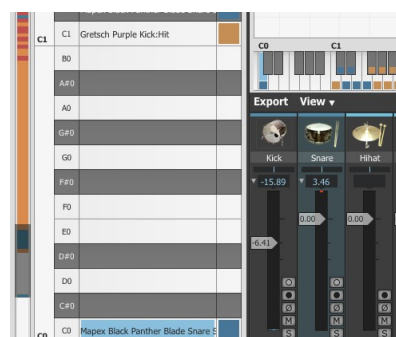 C1
C1 Gretsch Purple Kick:Hit
B0
A#0
A0
G#0
G0
F#0
F0
E0
D#0
D0
C#0
C0 Mapex Black Panther Blade Snare S
C0
C0 C1
Export View ▼
Kick Snare Hihat
-15.89 3.46
0.00 0.00
-6.41
Ø Ø
M M
S S